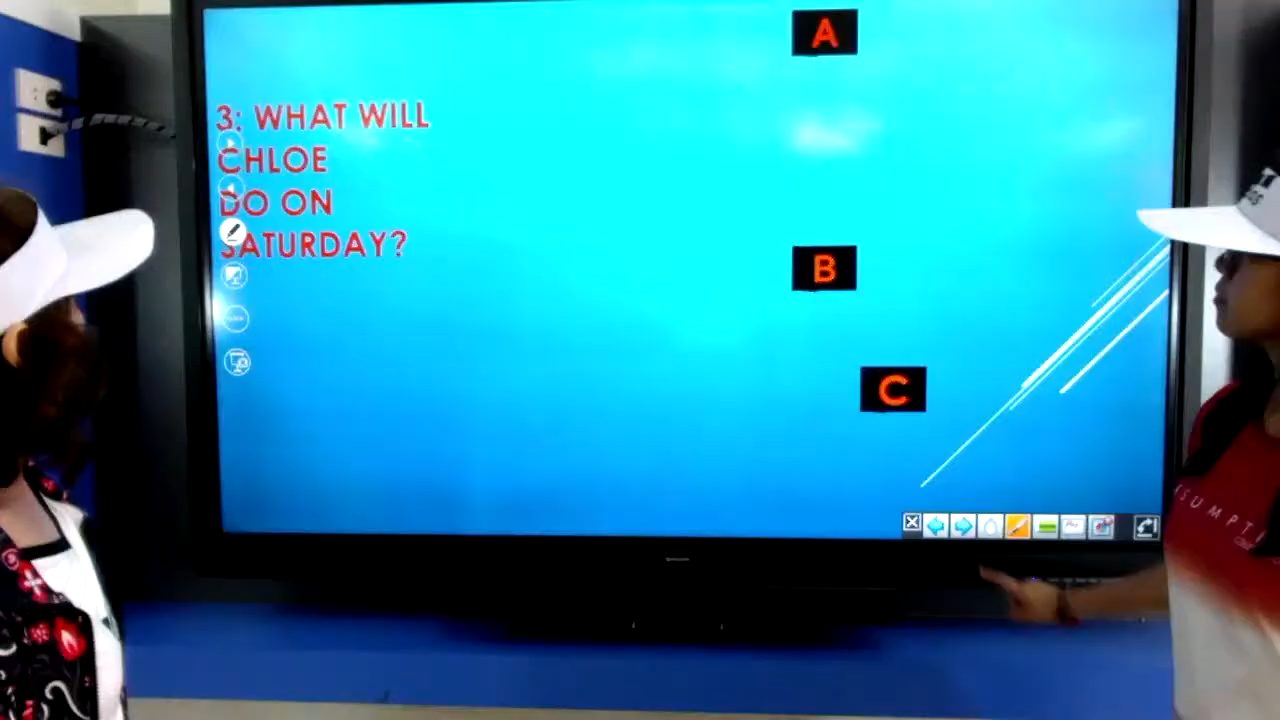 A
3: WHAT WILL
CHLOE
DO ON
SATURDAY?
B
C